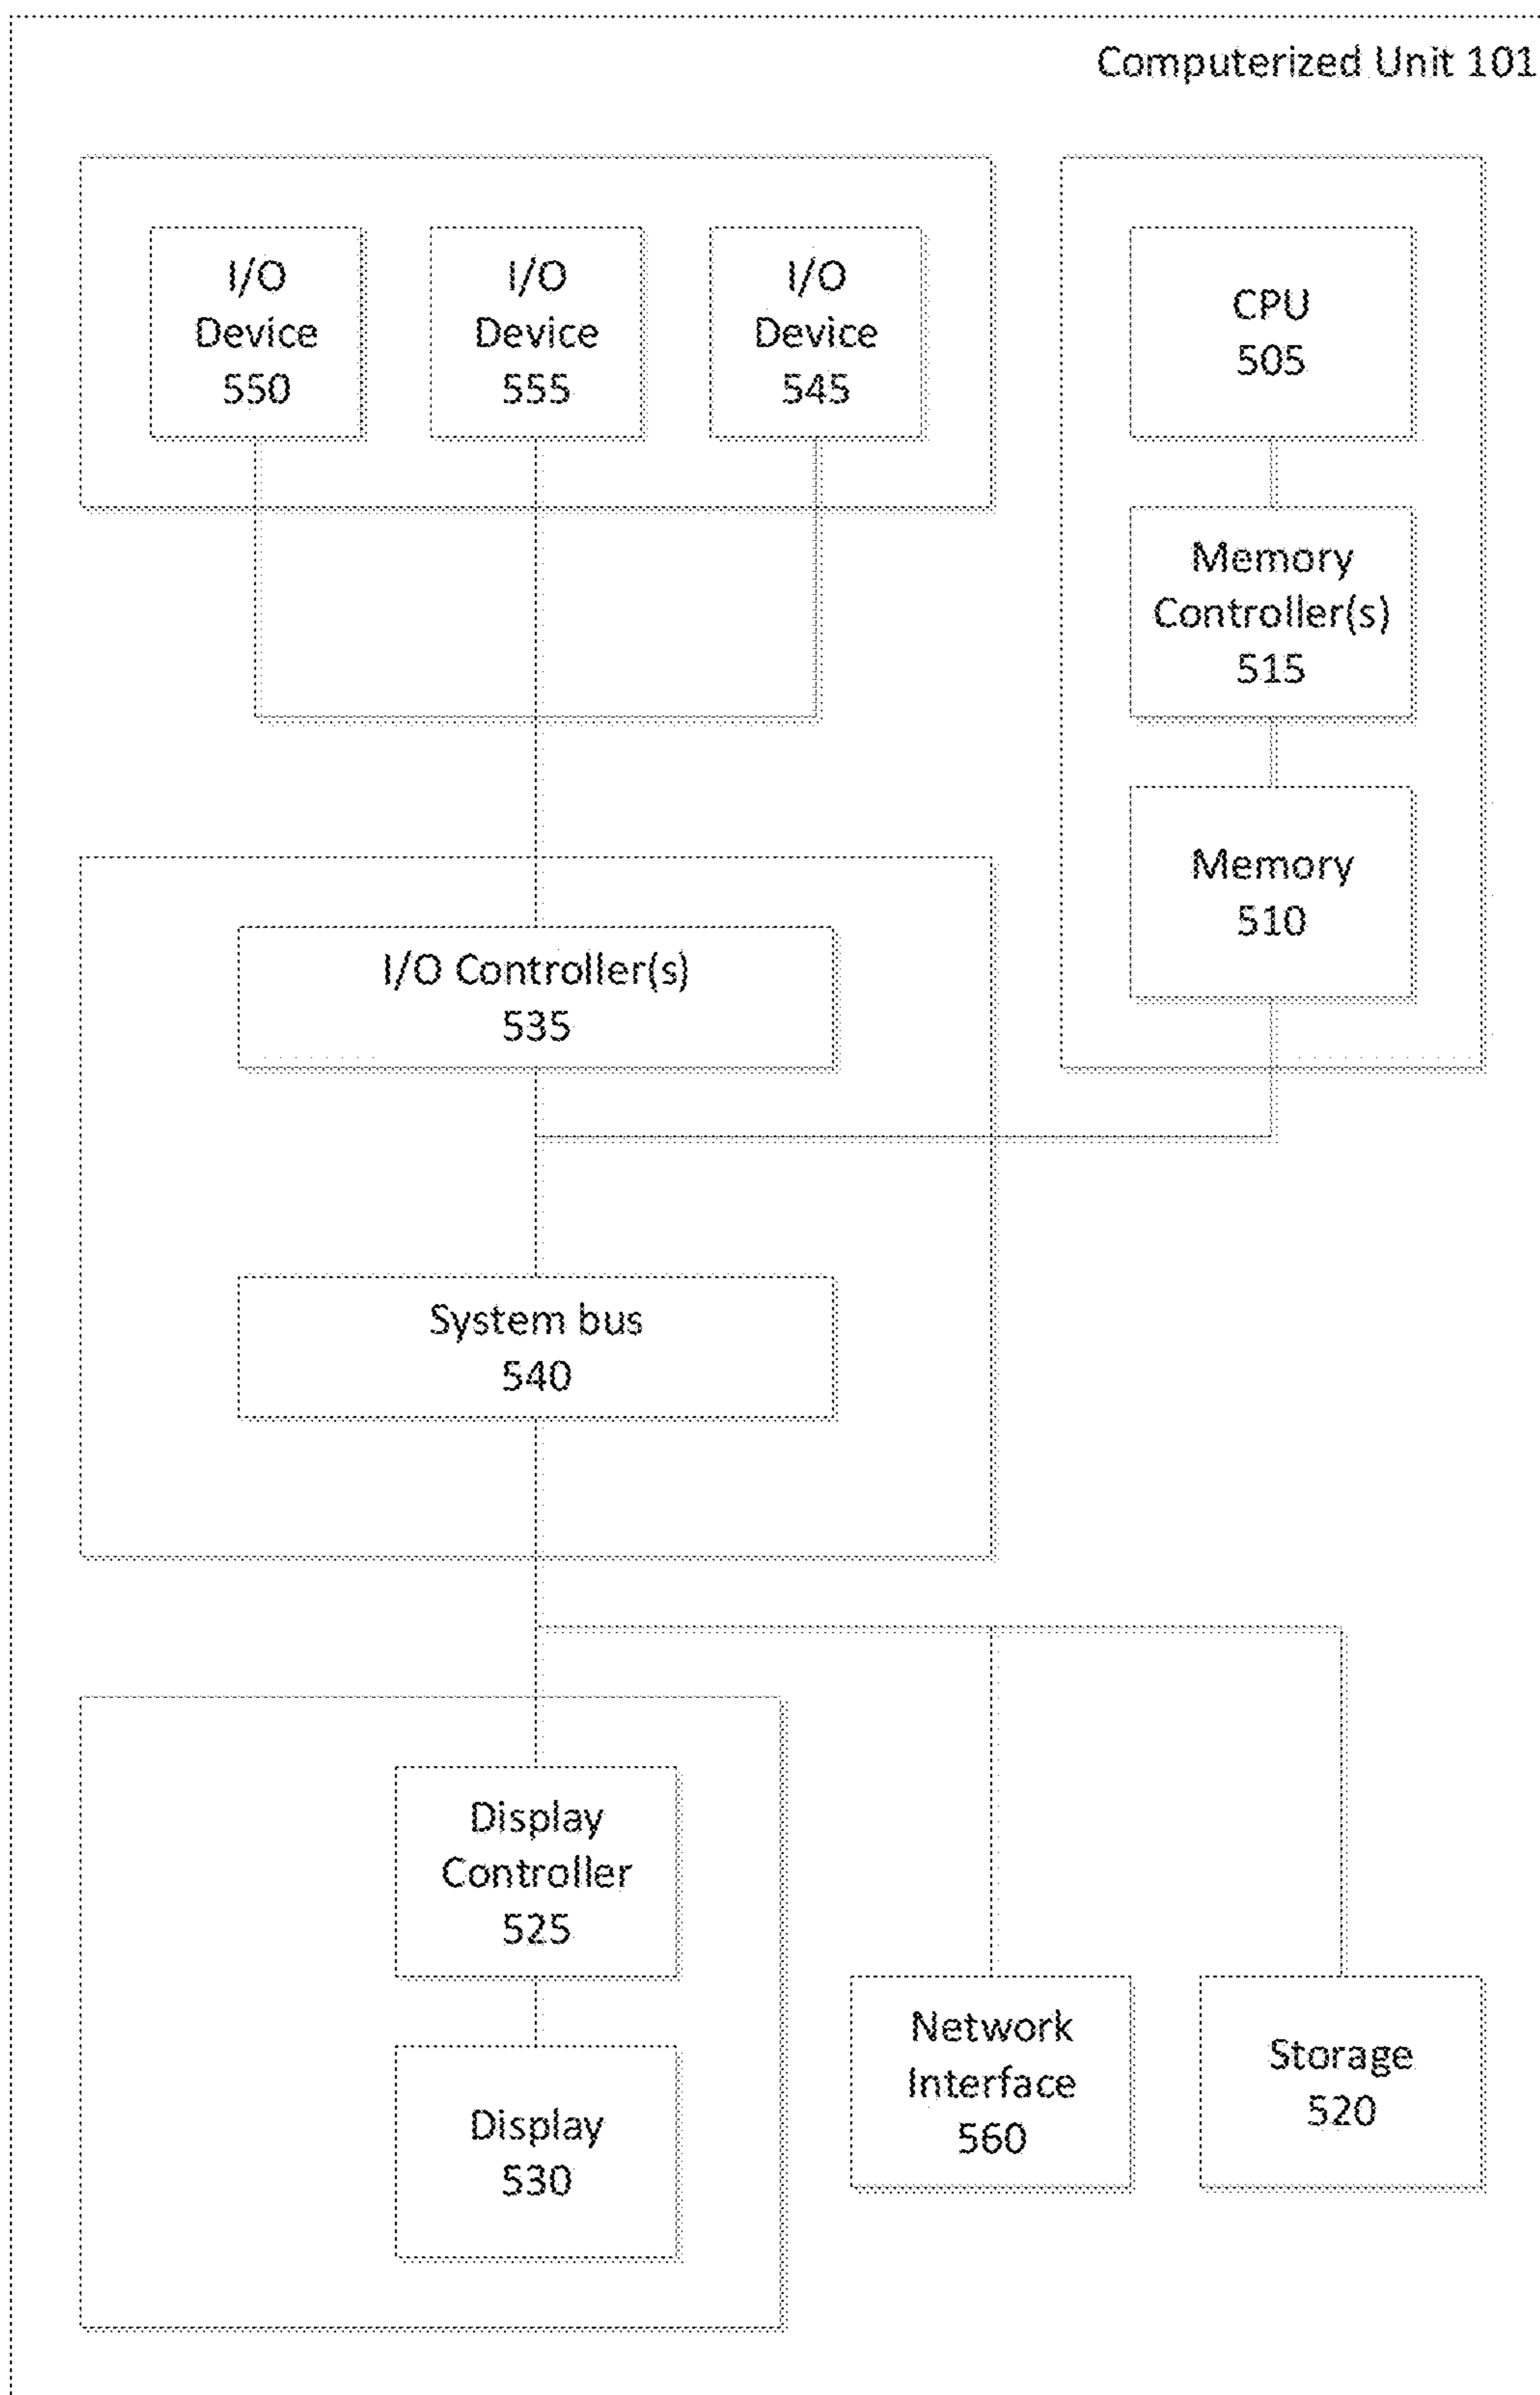 Computerized Unit 101
I/O
Device
550
I/O
Device
555
I/O
Device
545
CPU
505
Memory
Controller(s)
515
Memory
510
I/O Controller(s)
535
System bus
540
Display
Controller
525
Display
530
Network
Interface
560
Storage
520